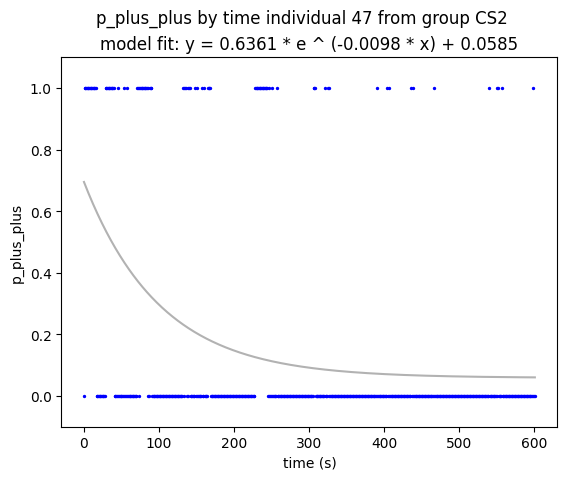 p_plus_plus by time individual 47 from group CS2
model fit: y = 0.6361 * e ^ (-0.0098 * x) + 0.0585
1.0
0.8
0.6
0.4
0.2
0.0
p_plus_plus
0 100 200 300 400 500 600
time (s)